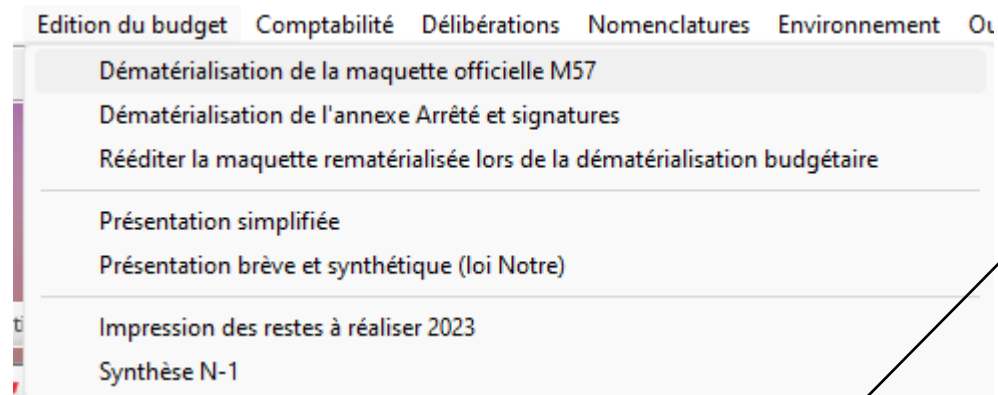 Edition du budget Comptabilité Délibérations Nomenclatures Environnement Ou
Dématérialisation de la maquette officielle M57
Dématérialisation de l'annexe Arrêté et signatures
Rééditer la maquette rematérialisée lors de la dématérialisation budgétaire
Présentation simplifiée
Présentation brève et synthétique (loi Notre)
Impression des restes à réaliser 2023
Synthèse N-1